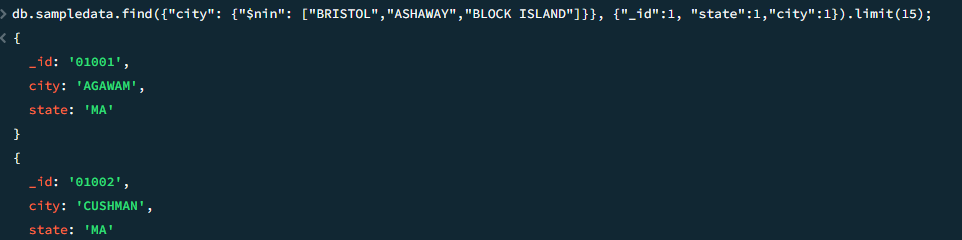 >db.sampledata.find({"city": {"$nin": ["BRISTOL","ASHAWAY","BLOCK ISLAND"]}}, {"_id":1, "state":1,"city":1}).limit(15);
< {
_id: '01001',
city: 'AGAWAM',
state: 'MA'
}
{
_id: '01002',
city: 'CUSHMAN',
state: 'MA'